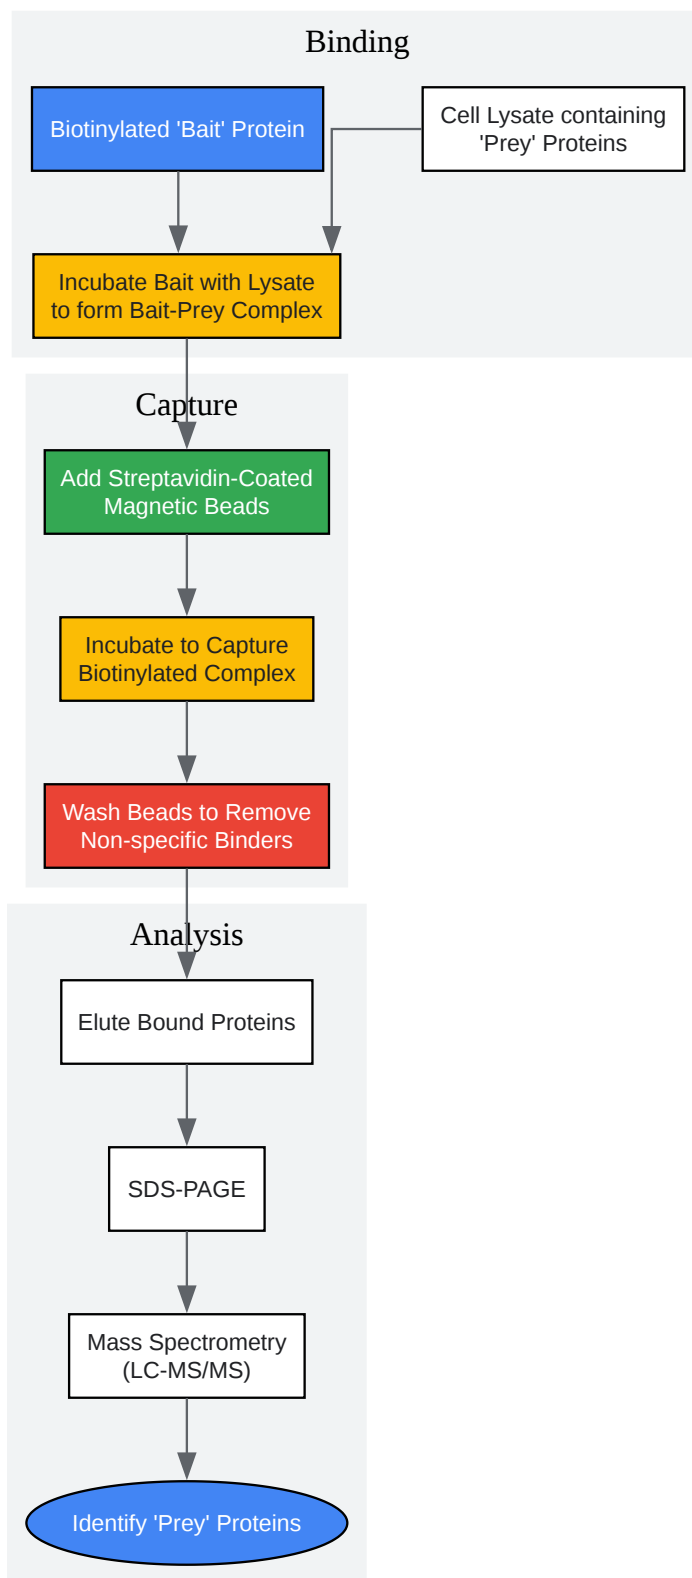 Binding
Biotinylated 'Bait' Protein
Cell Lysate containing
'Prey' Proteins
Incubate Bait with Lysate
to form Bait-Prey Complex
Capture
Add Streptavidin-Coated
Magnetic Beads
Incubate to Capture
Biotinylated Complex
Wash Beads to Remove
Non-specific Binders
Analysis
Elute Bound Proteins
SDS-PAGE
Mass Spectrometry
(LC-MS/MS)
Identify 'Prey' Proteins